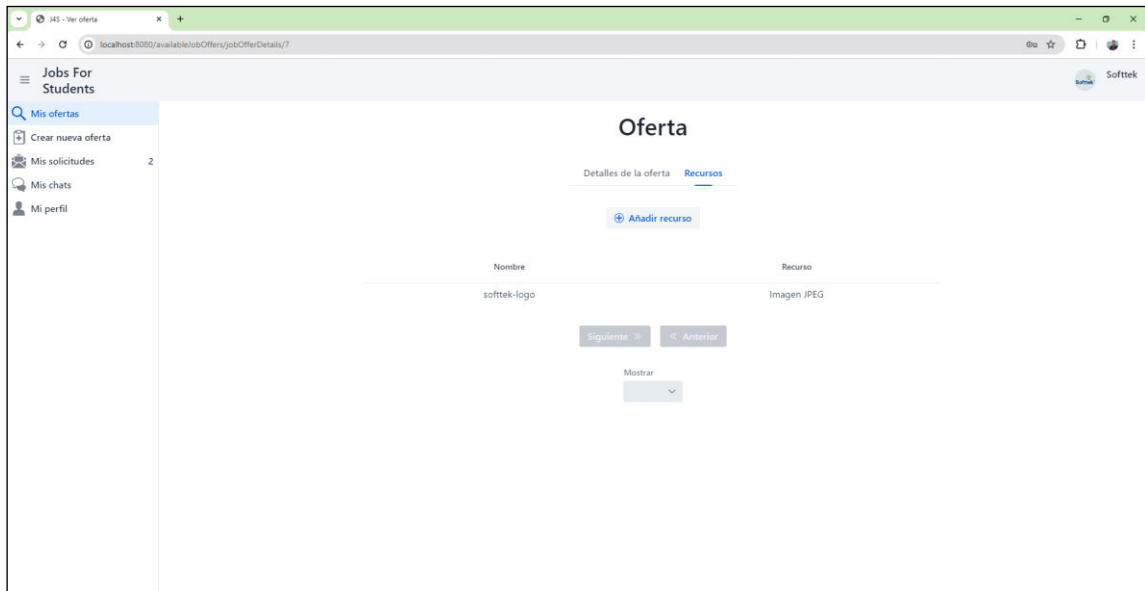 J4S - Ver oferta
localhost:8080/availableJobOffers/jobOfferDetails/7
Jobs For
Students
Softtek
Softtek
Mis ofertas
Crear nueva oferta
Mis solicitudes 2
Mis chats
Mi perfil
Oferta
Detalles de la oferta Recursos
Añadir recurso
Nombre Recurso
softtek-logo Imagen JPEG
Siguiente » « Anterior
Mostrar